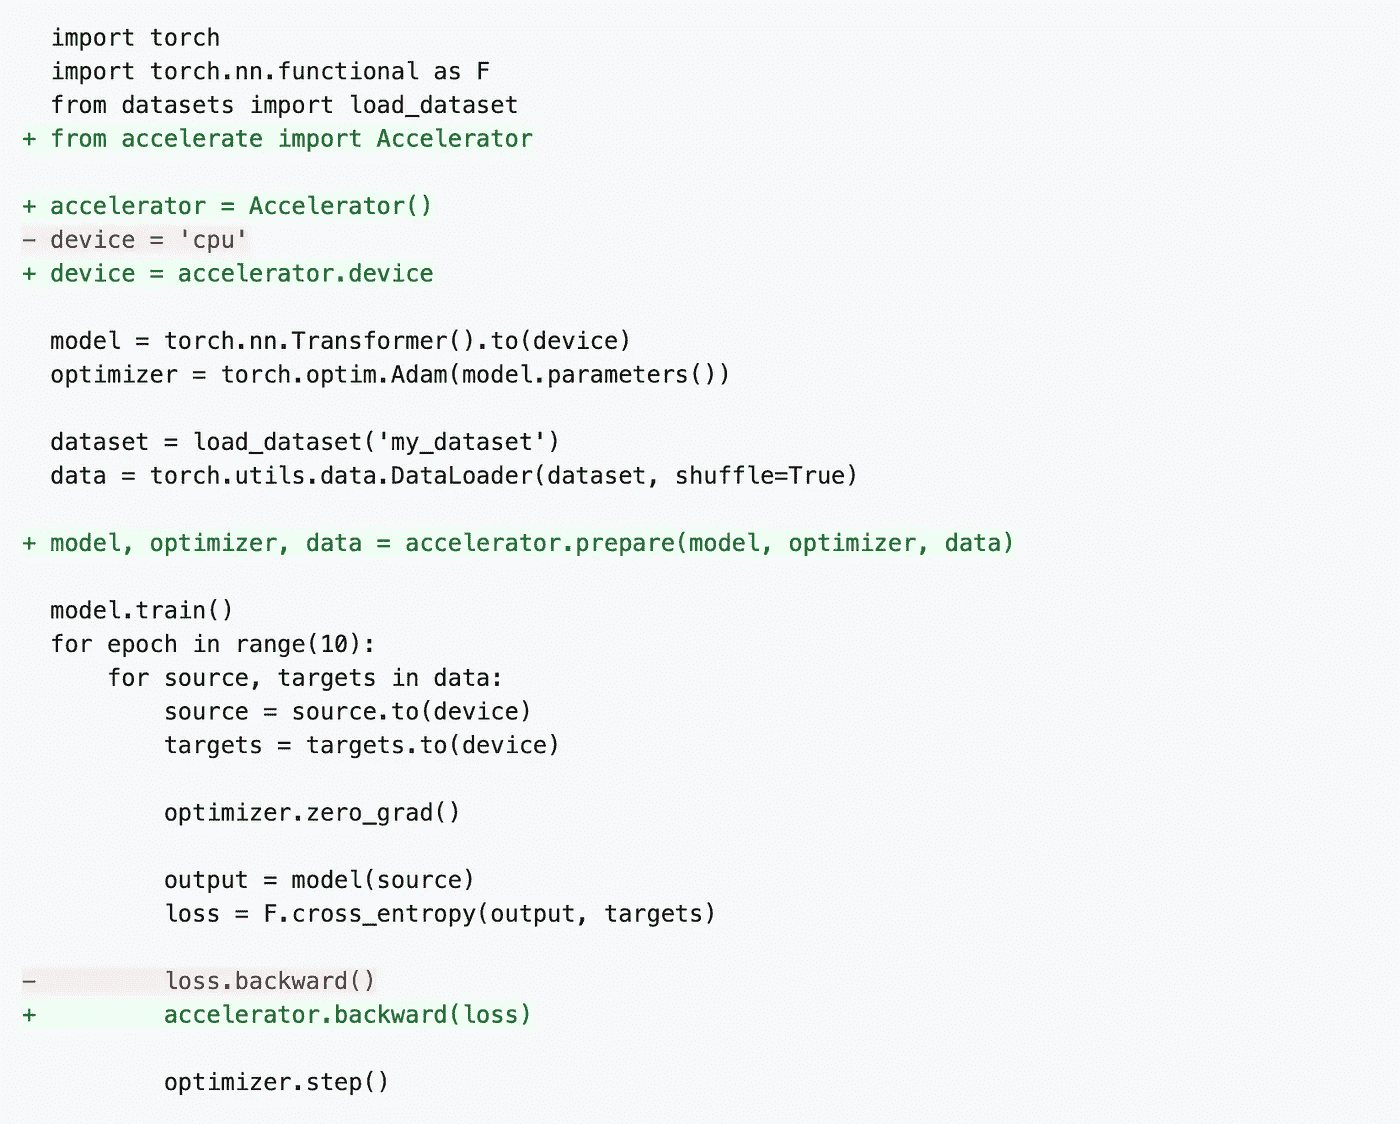 import torch
  import torch.nn.functional as F
  from datasets import load_dataset
+ from accelerate import Accelerator

+ accelerator = Accelerator()
- device = 'cpu'
+ device = accelerator.device

  model = torch.nn.Transformer().to(device)
  optimizer = torch.optim.Adam(model.parameters())

  dataset = load_dataset('my_dataset')
  data = torch.utils.data.DataLoader(dataset, shuffle=True)

+ model, optimizer, data = accelerator.prepare(model, optimizer, data)

  model.train()
  for epoch in range(10):
      for source, targets in data:
          source = source.to(device)
          targets = targets.to(device)

          optimizer.zero_grad()

          output = model(source)
          loss = F.cross_entropy(output, targets)

-         loss.backward()
+         accelerator.backward(loss)

          optimizer.step()